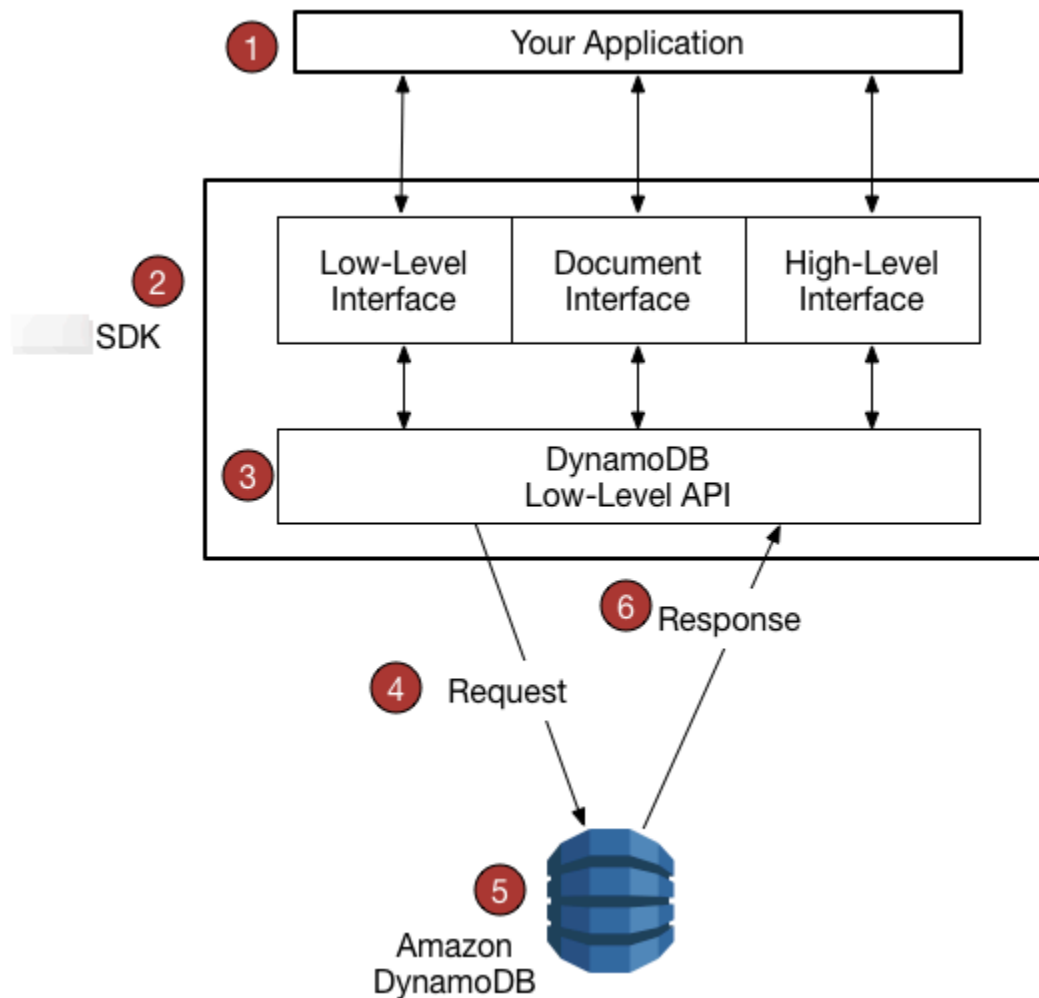 1
Your Application
2
SDK
Low-Level
Interface
Document
Interface
High-Level
Interface
3
DynamoDB
Low-Level API
6
Response
4
Request
5
Amazon
DynamoDB